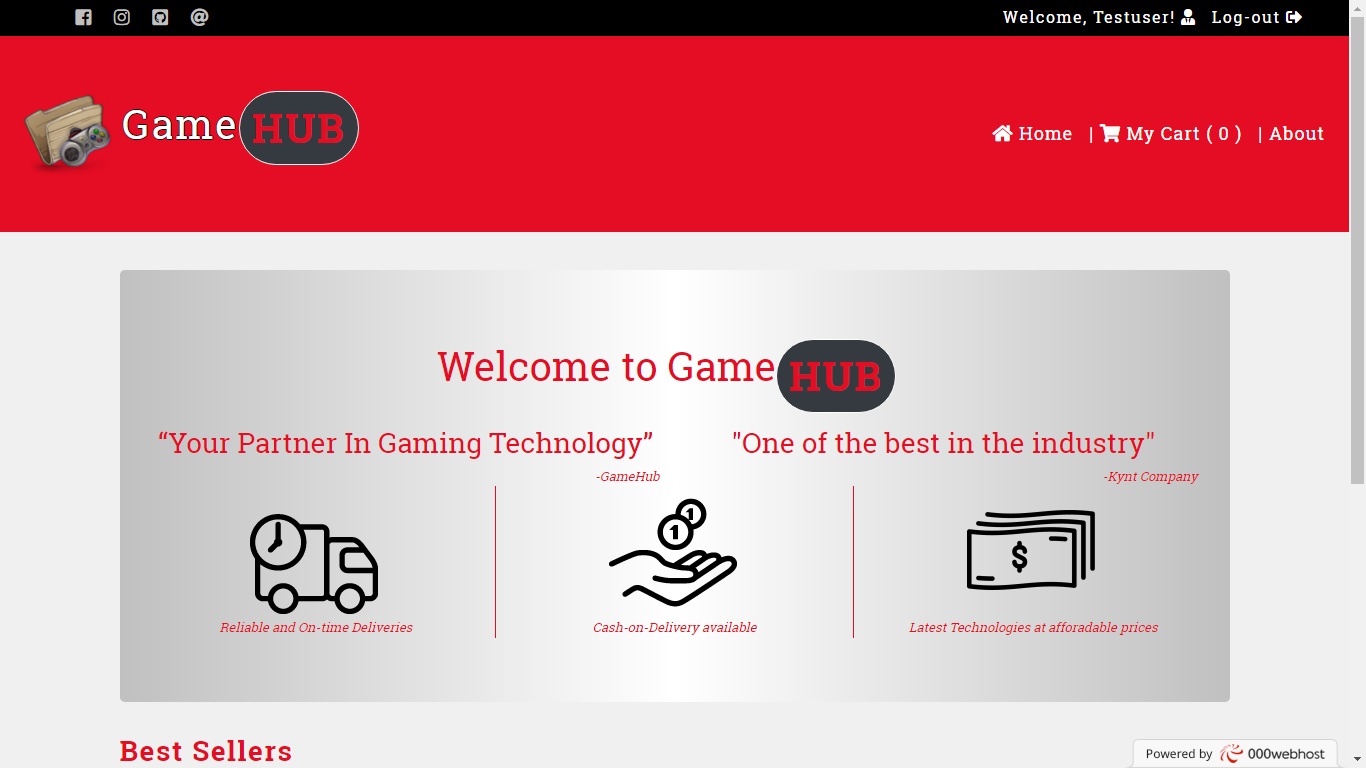 Welcome, Testuser! Log-out
Game HUB
Home | My Cart ( 0 ) | About
Welcome to Game HUB
“Your Partner In Gaming Technology”
-GameHub
"One of the best in the industry"
-Kynt Company
1
1
$
Reliable and On-time Deliveries
Cash-on-Delivery available
Latest Technologies at afforadable prices
Best Sellers
Powered by 000webhost